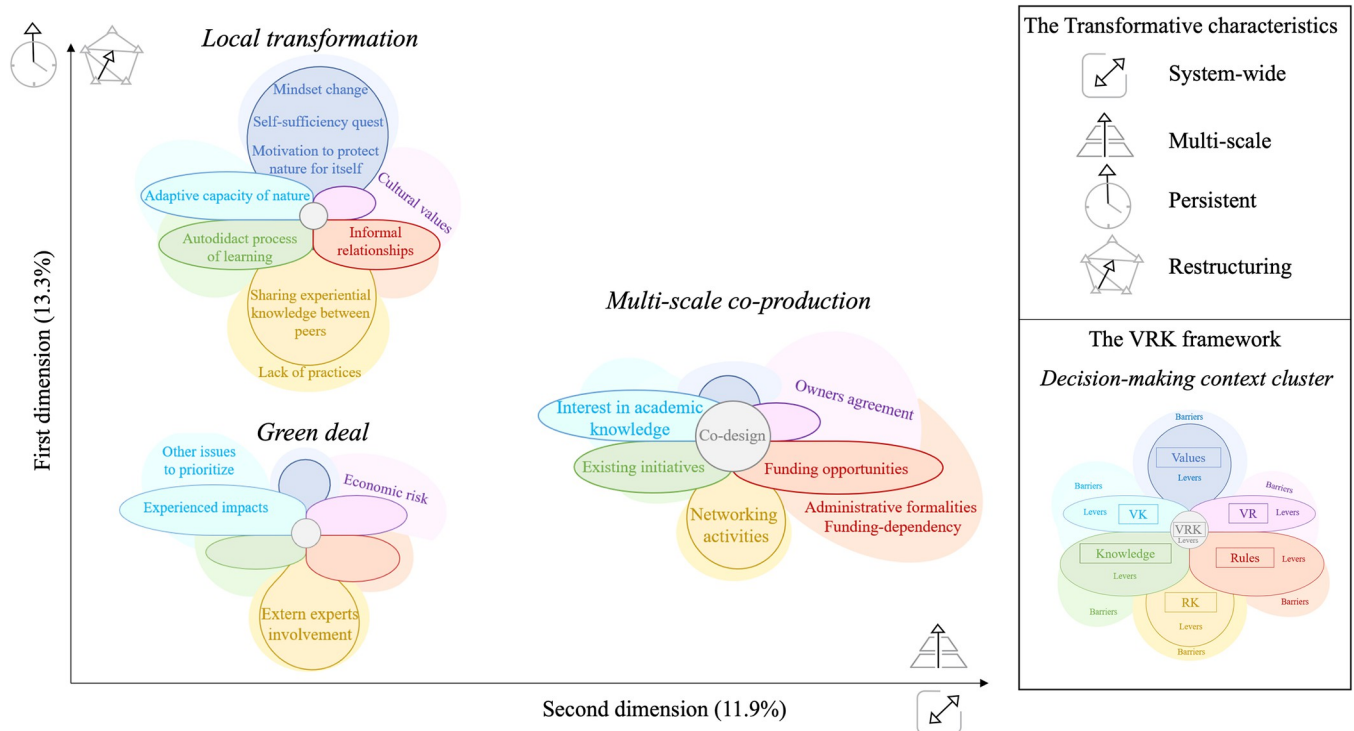 Local transformation
Mindset change
Self-sufficiency quest
Motivation to protect
nature for itself
Adaptive capacity of nature
Cultural values
Autodidact process
of learning
Informal
relationships
Sharing experiential
knowledge between
peers
Lack of practices
Green deal
Other issues
to prioritize
Experienced impacts
Economic risk
Extern experts
involvement
Multi-scale co-production
Interest in academic
knowledge
Owners agreement
Co-design
Existing initiatives
Funding opportunities
Networking
activities
Administrative formalities
Funding-dependency
First dimension (13.3%)
Second dimension (11.9%)
The Transformative characteristics
System-wide
Multi-scale
Persistent
Restructuring
The VRK framework
Decision-making context cluster
Barriers
Values
Levers
Barriers
Barriers
Levers
VK
VR
Levers
VRK
Levers
Knowledge
Levers
Rules
Levers
RK
Levers
Barriers
Barriers
Barriers